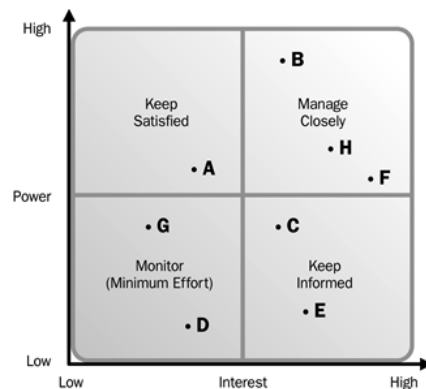 High
B
Keep
Satisfied
Manage
Closely
H
A
F
Power
G
C
Monitor
(Minimum Effort)
Keep
Informed
E
D
Low
Low
Interest
High